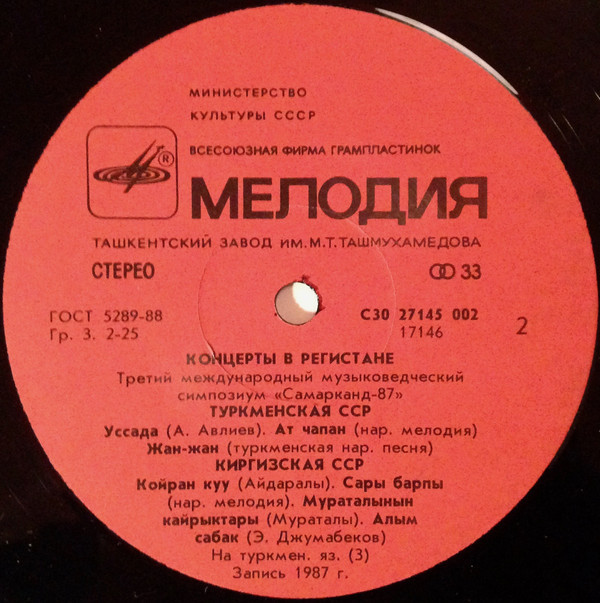 МИНИСТЕРСТВО
КУЛЬТУРЫ СССР
ВСЕСОЮЗНАЯ ФИРМА ГРАМПЛАСТИНОК
®
МЕЛОДИЯ
ТАШКЕНТСКИЙ ЗАВОД ИМ. М.Т. ТАШМУХАМЕДОВА
СТЕРЕО 33
ГОСТ 5289-88 С30 27145 002
Гр. 3. 2-25 17146 2
КОНЦЕРТЫ В РЕГИСТАНЕ
Третий международный музыковедческий
симпозиум «Самарканд-87»
ТУРКМЕНСКАЯ ССР
Уссада (А. Авлиев). Ат чапан (нар. мелодия)
Жан-жан (туркменская нар. песня)
КИРГИЗСКАЯ ССР
Койран куу (Айдаралы). Сары барпы
(нар. мелодия). Мураталынын
кайрыктары (Мураталы). Алым
сабак (Э. Джумабеков)
На туркмен. яз. (3)
Запись 1987 г.